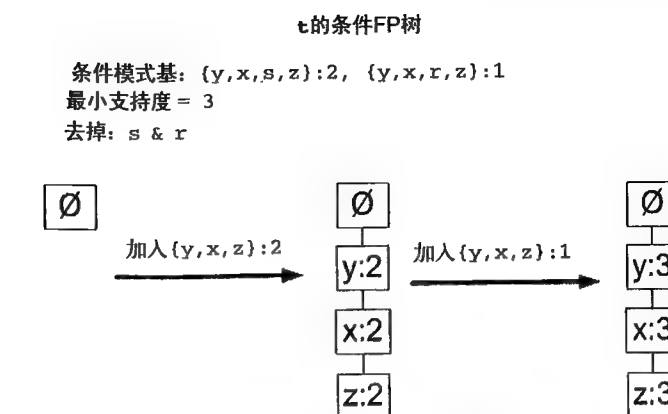 t的条件FP树
条件模式基：{y,x,s,z}:2, {y,x,r,z}:1
最小支持度 = 3
去掉：s & r
Ø
加入{y,x,z}:2
Ø
y:2
x:2
z:2
加入{y,x,z}:1
Ø
y:3
x:3
z:3